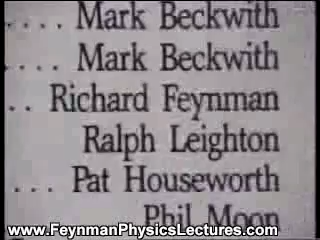 .... Mark Beckwith
.... Mark Beckwith
.. Richard Feynman
Ralph Leighton
... Pat Houseworth
Phil Moon
www.FeynmanPhysicsLectures.com